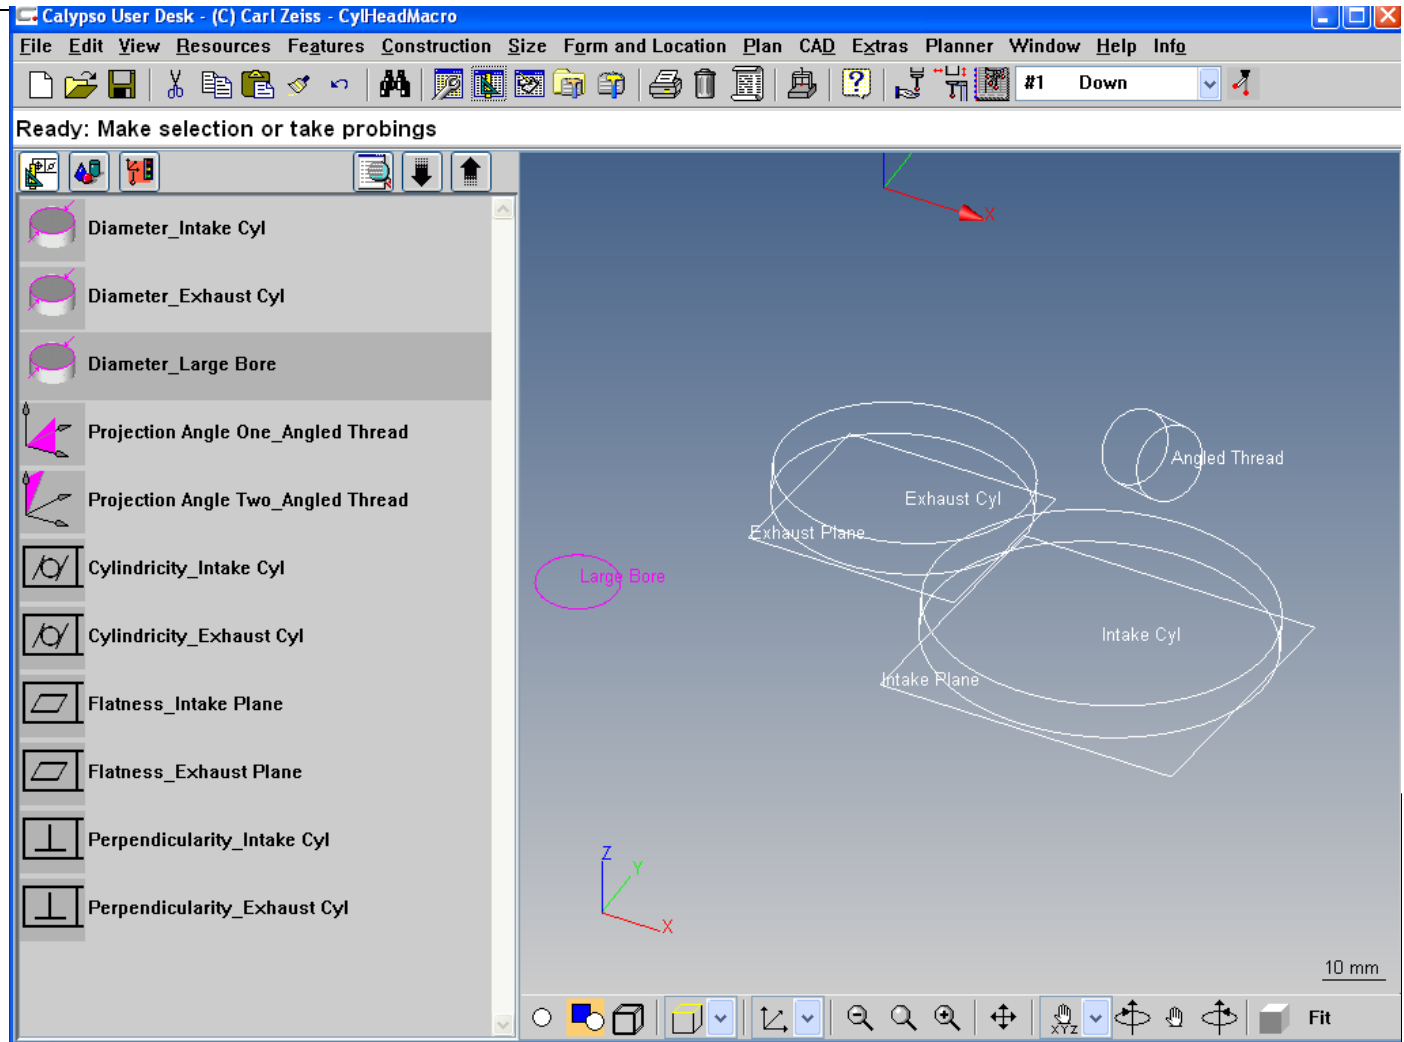 Calypso User Desk - (C) Carl Zeiss - CylHeadMacro
File Edit View Resources Features Construction Size Form and Location Plan CAD Extras Planner Window Help Info
#1 Down
Ready: Make selection or take probings
X
Diameter_Intake Cyl
Diameter_Exhaust Cyl
Diameter_Large Bore
Projection Angle One_Angled Thread
Angled Thread
Projection Angle Two_Angled Thread
Exhaust Cyl
Exhaust Plane
Cylindricity_Intake Cyl
Large Bore
Cylindricity_Exhaust Cyl
Intake Cyl
Intake Plane
Flatness_Intake Plane
Flatness_Exhaust Plane
Perpendicularity_Intake Cyl
Perpendicularity_Exhaust Cyl
Z
Y
X
10 mm
XYZ
Fit